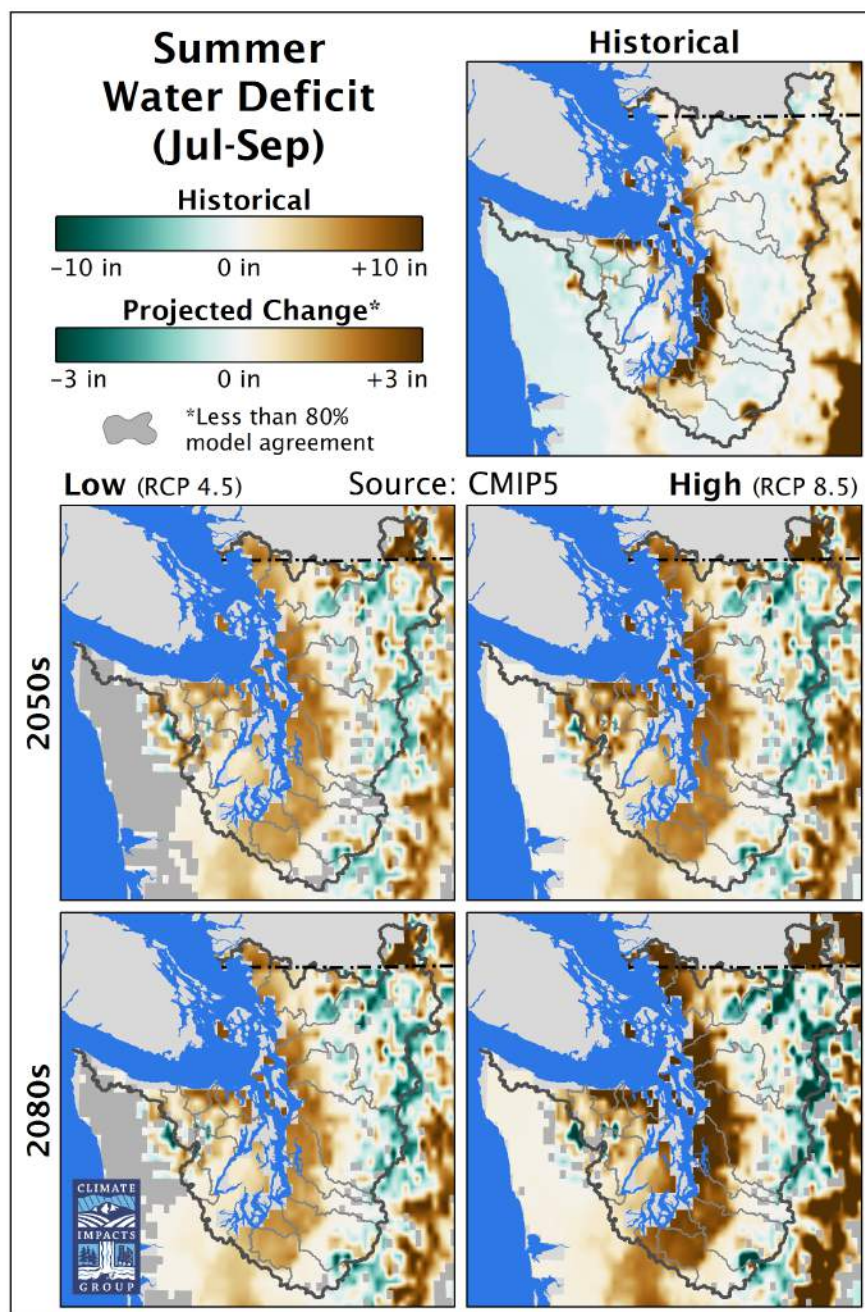 Summer
Water Deficit
(Jul-Sep)
Historical
Historical
−10 in 0 in +10 in
Projected Change*
−3 in 0 in +3 in
*Less than 80%
model agreement
Low (RCP 4.5) Source: CMIP5 High (RCP 8.5)
2050s
2080s
CLIMATE
IMPACTS
GROUP